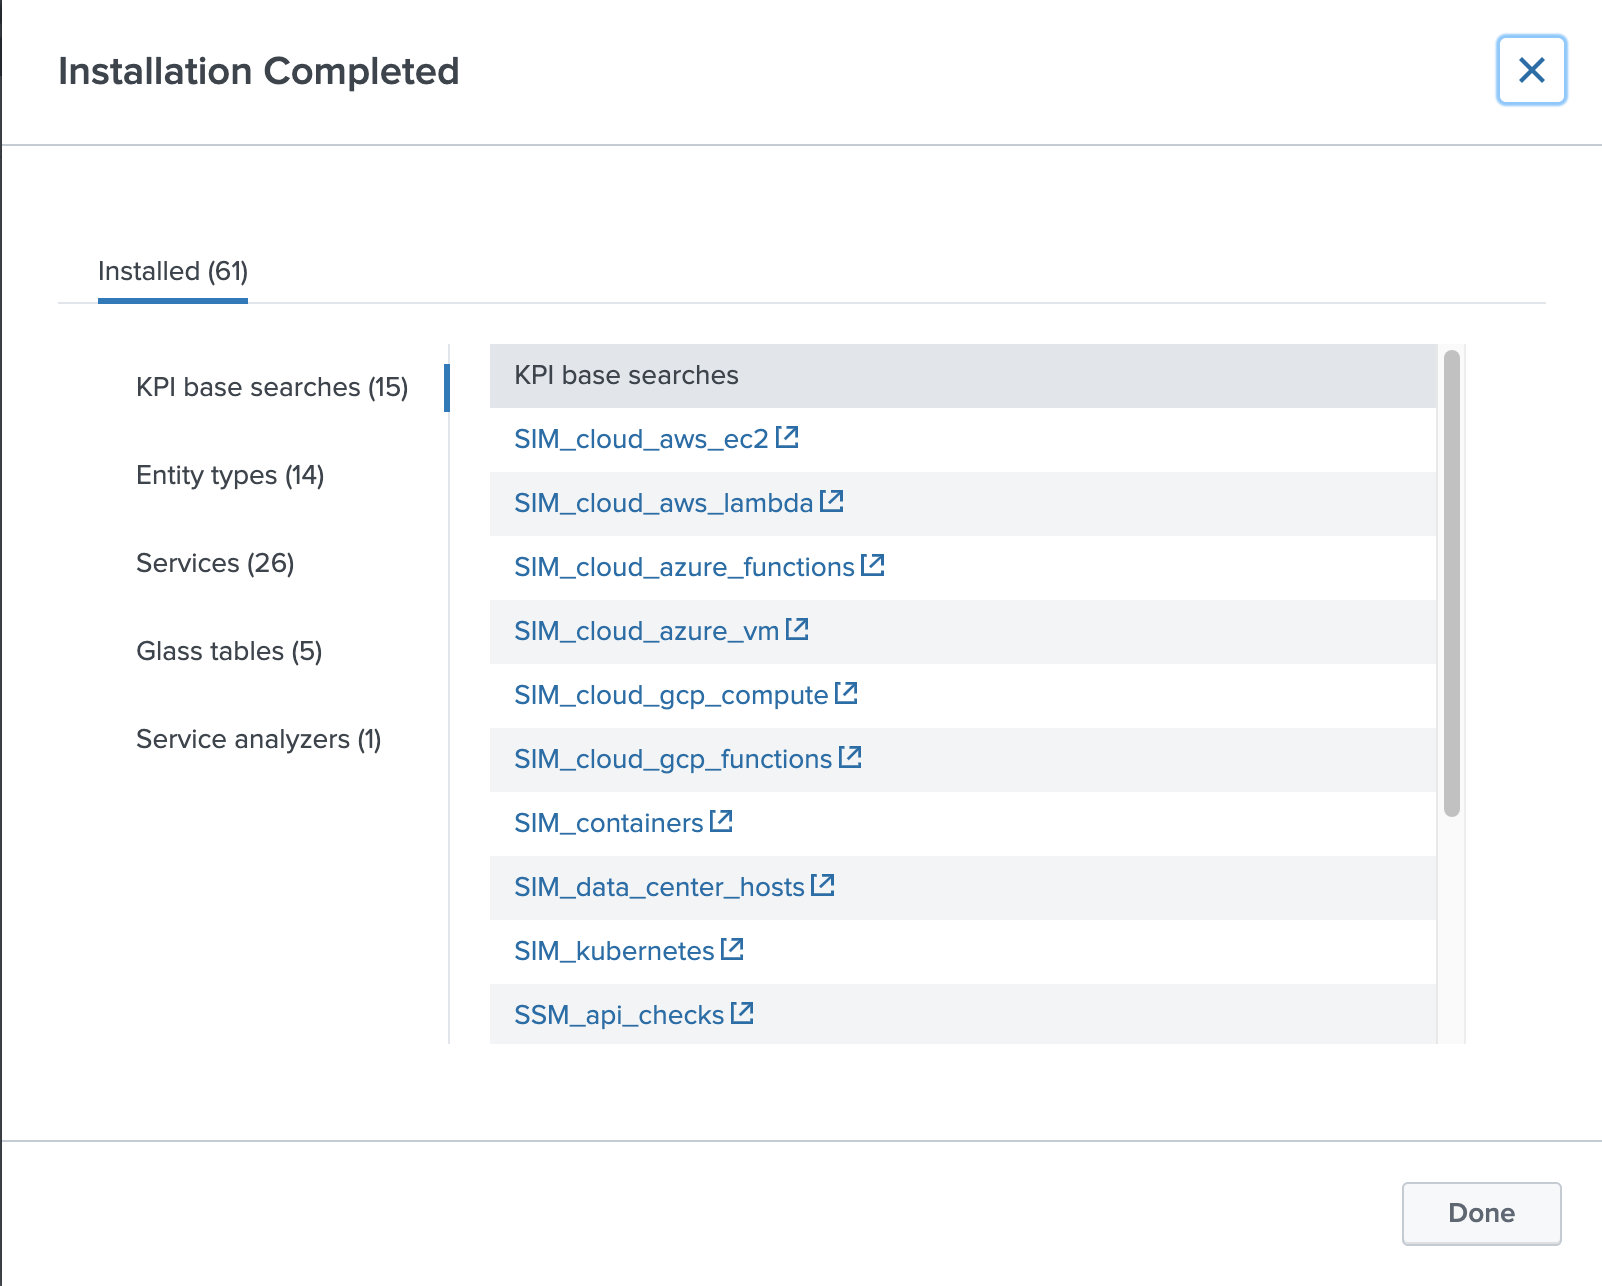 Installation Completed
Installed (61)
KPI base searches (15)
Entity types (14)
Services (26)
Glass tables (5)
Service analyzers (1)
KPI base searches
SIM_cloud_aws_ec2
SIM_cloud_aws_lambda
SIM_cloud_azure_functions
SIM_cloud_azure_vm
SIM_cloud_gcp_compute
SIM_cloud_gcp_functions
SIM_containers
SIM_data_center_hosts
SIM_kubernetes
SSM_api_checks
Done